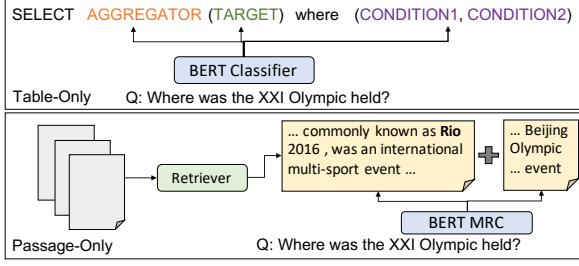 SELECT AGGREGATOR (TARGET) where (CONDITION1, CONDITION2)
BERT Classifier
Table-Only Q: Where was the XXI Olympic held?
... commonly known as Rio
2016 , was an international
multi-sport event ...
... Beijing
Olympic
... event
Retriever
BERT MRC
Passage-Only
Q: Where was the XXI Olympic held?